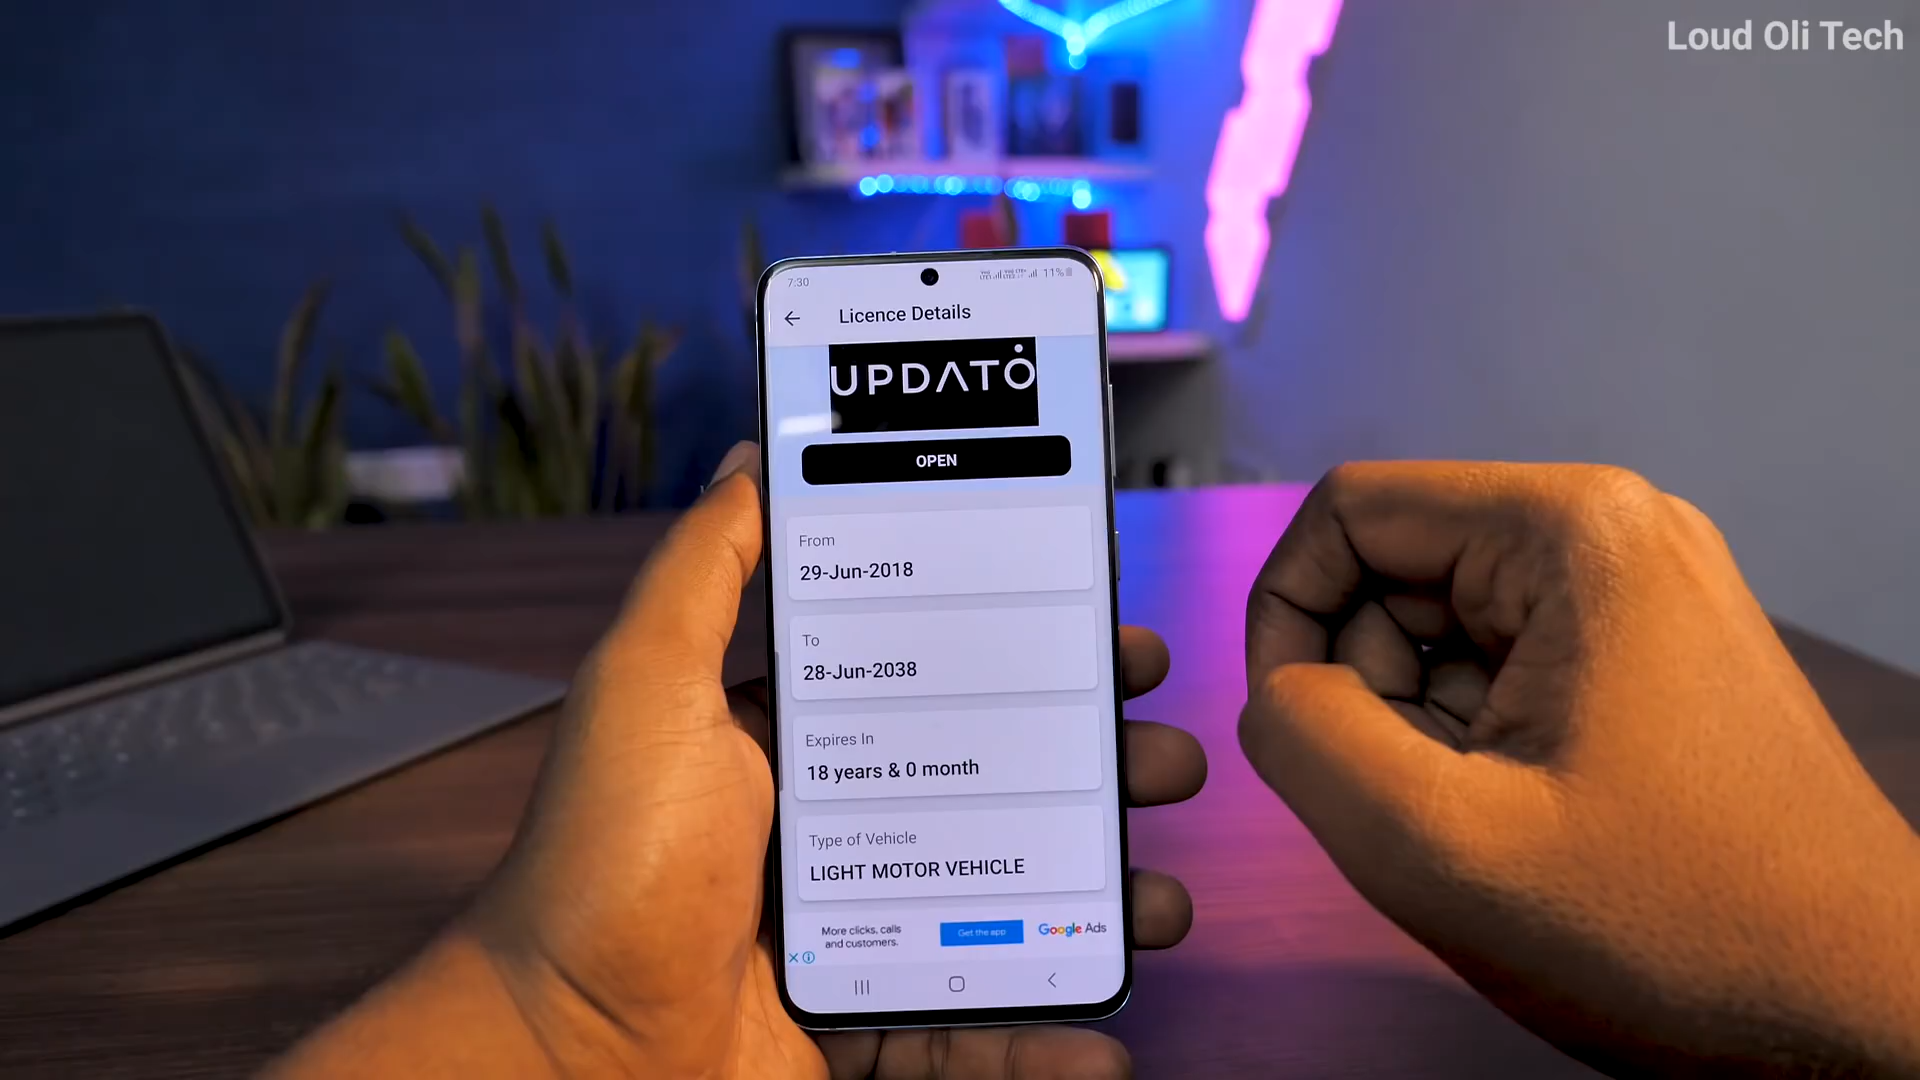 Loud Oli Tech
7:30
11%
Licence Details
UPDATO
OPEN
From
29-Jun-2018
To
28-Jun-2038
Expires In
18 years & 0 month
Type of Vehicle
LIGHT MOTOR VEHICLE
More clicks, calls
and customers.
Get the app
Google Ads